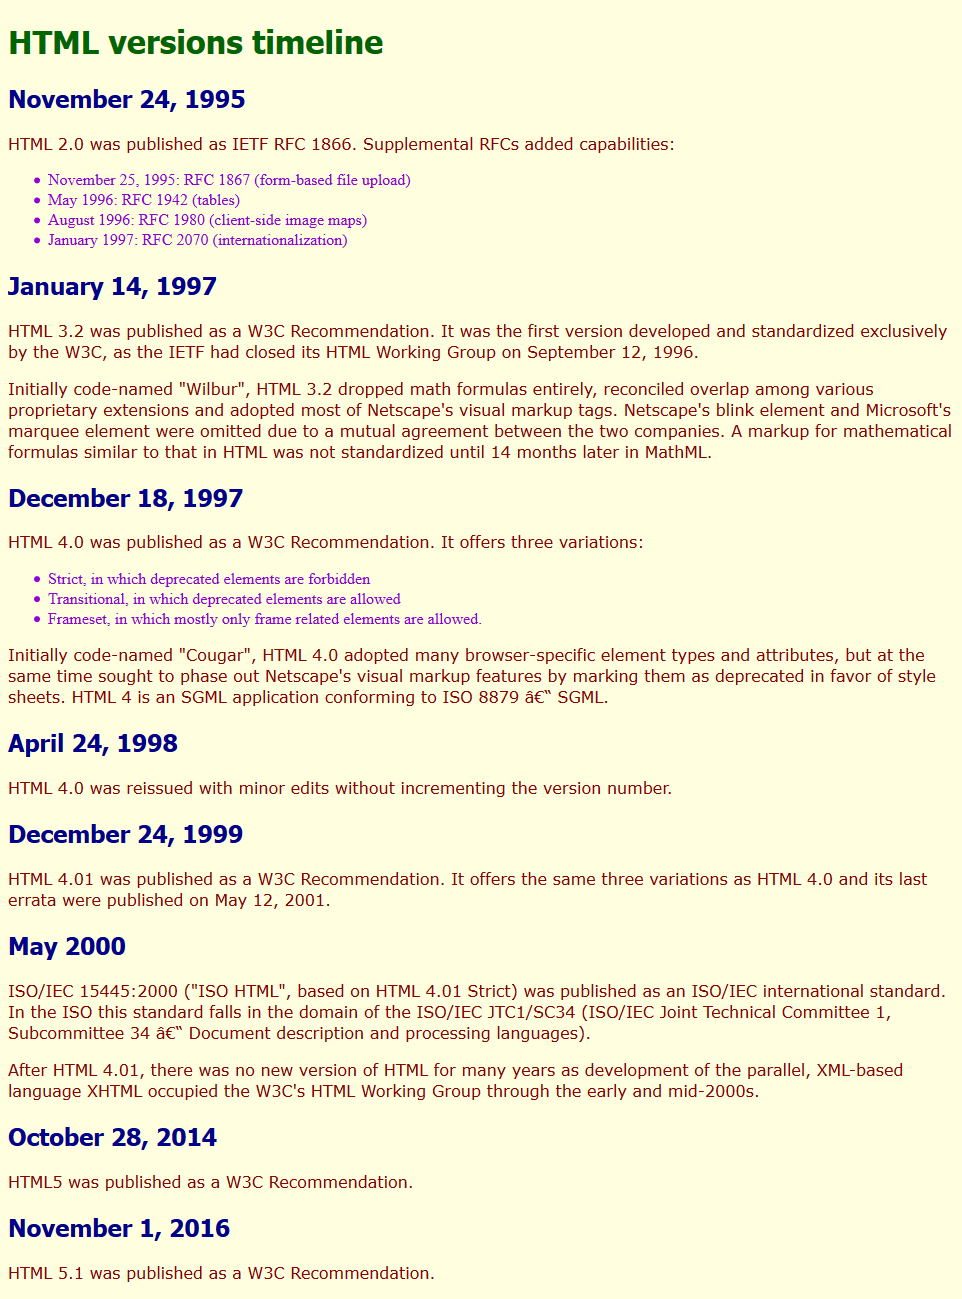 HTML versions timeline
November 24, 1995
HTML 2.0 was published as IETF RFC 1866. Supplemental RFCs added capabilities:
• November 25, 1995: RFC 1867 (form-based file upload)
• May 1996: RFC 1942 (tables)
• August 1996: RFC 1980 (client-side image maps)
• January 1997: RFC 2070 (internationalization)
January 14, 1997
HTML 3.2 was published as a W3C Recommendation. It was the first version developed and standardized exclusively
by the W3C, as the IETF had closed its HTML Working Group on September 12, 1996.
Initially code-named "Wilbur", HTML 3.2 dropped math formulas entirely, reconciled overlap among various
proprietary extensions and adopted most of Netscape's visual markup tags. Netscape's blink element and Microsoft's
marquee element were omitted due to a mutual agreement between the two companies. A markup for mathematical
formulas similar to that in HTML was not standardized until 14 months later in MathML.
December 18, 1997
HTML 4.0 was published as a W3C Recommendation. It offers three variations:
• Strict, in which deprecated elements are forbidden
• Transitional, in which deprecated elements are allowed
• Frameset, in which mostly only frame related elements are allowed.
Initially code-named "Cougar", HTML 4.0 adopted many browser-specific element types and attributes, but at the
same time sought to phase out Netscape's visual markup features by marking them as deprecated in favor of style
sheets. HTML 4 is an SGML application conforming to ISO 8879 â€“ SGML.
April 24, 1998
HTML 4.0 was reissued with minor edits without incrementing the version number.
December 24, 1999
HTML 4.01 was published as a W3C Recommendation. It offers the same three variations as HTML 4.0 and its last
errata were published on May 12, 2001.
May 2000
ISO/IEC 15445:2000 ("ISO HTML", based on HTML 4.01 Strict) was published as an ISO/IEC international standard.
In the ISO this standard falls in the domain of the ISO/IEC JTC1/SC34 (ISO/IEC Joint Technical Committee 1,
Subcommittee 34 â€“ Document description and processing languages).
After HTML 4.01, there was no new version of HTML for many years as development of the parallel, XML-based
language XHTML occupied the W3C's HTML Working Group through the early and mid-2000s.
October 28, 2014
HTML5 was published as a W3C Recommendation.
November 1, 2016
HTML 5.1 was published as a W3C Recommendation.